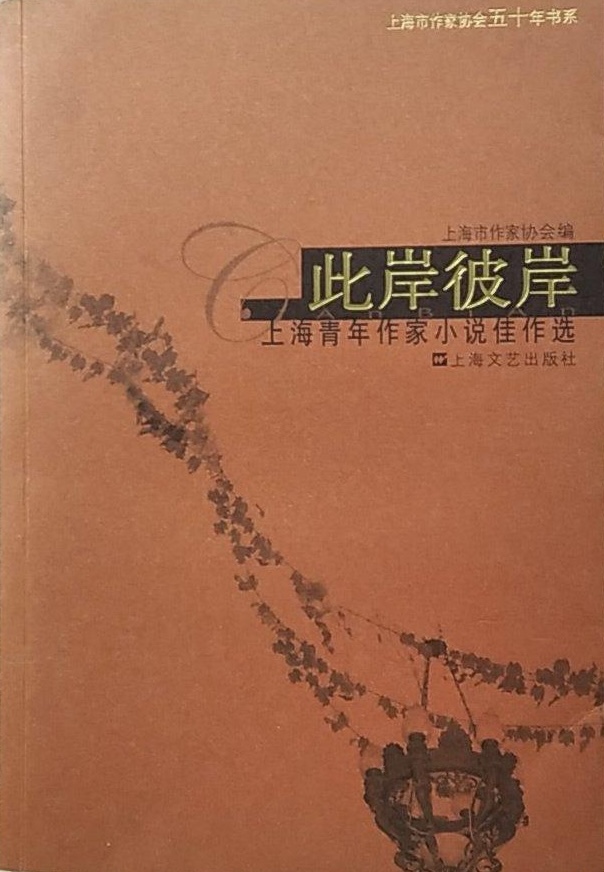 上海市作家协会五十年书系
上海市作家协会编
此岸彼岸
上海青年作家小说佳作选
上海文艺出版社